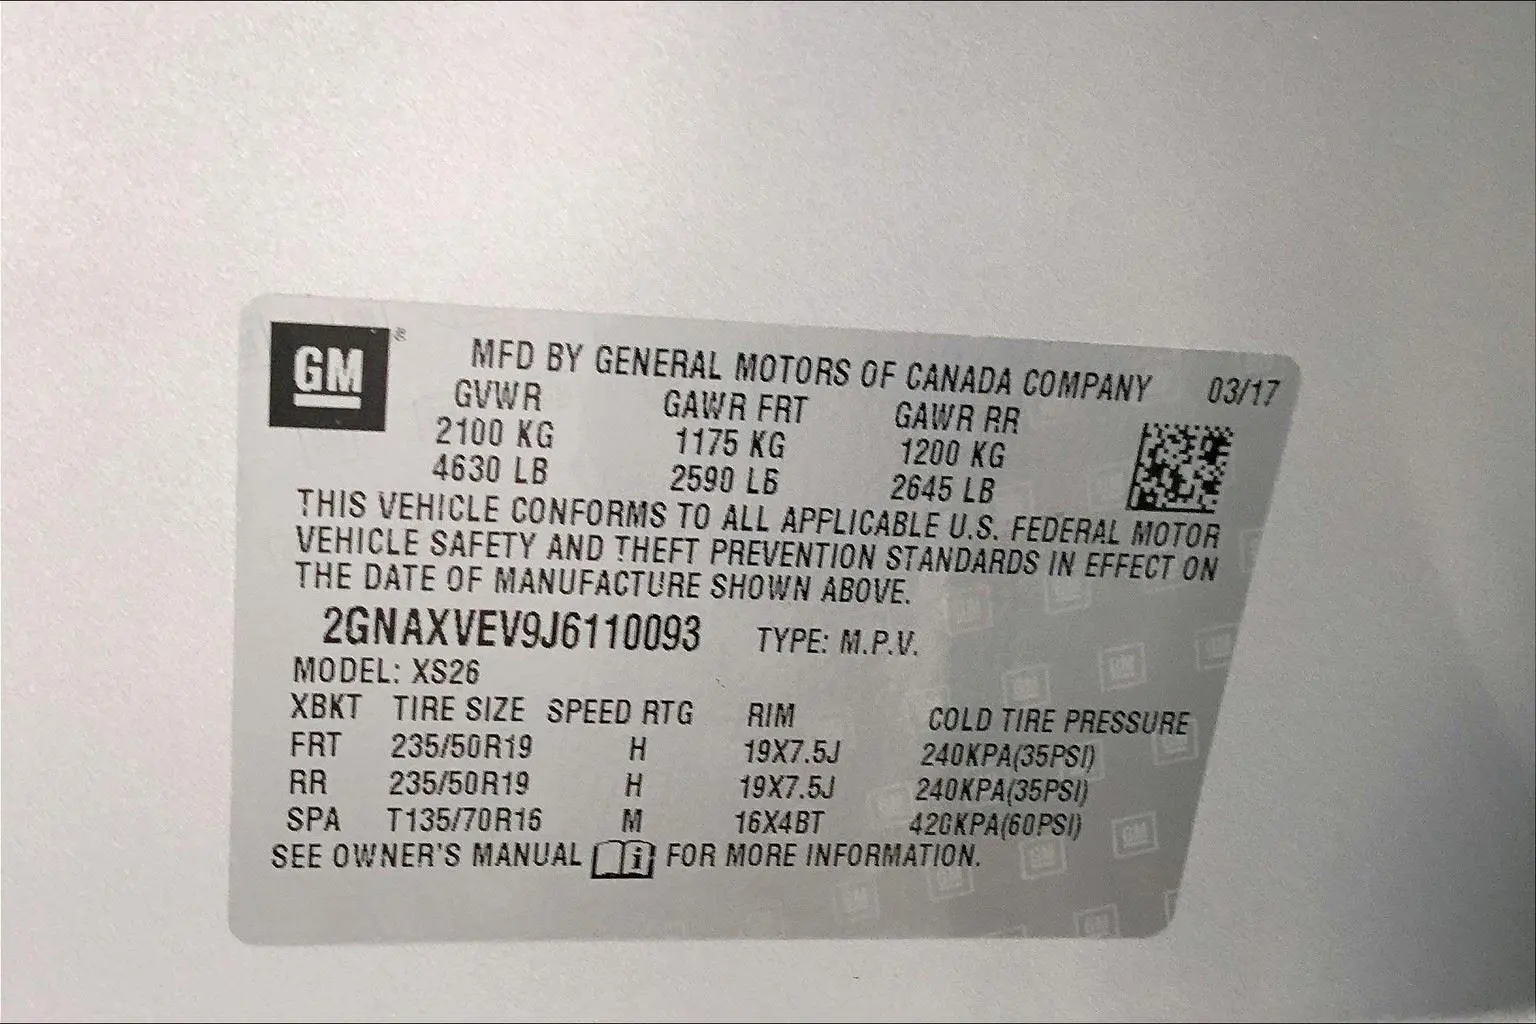 GM ®
MFD BY GENERAL MOTORS OF CANADA COMPANY 03/17
GVWR GAWR FRT GAWR RR
2100 KG 1175 KG 1200 KG
4630 LB 2590 LB 2645 LB
THIS VEHICLE CONFORMS TO ALL APPLICABLE U.S. FEDERAL MOTOR
VEHICLE SAFETY AND THEFT PREVENTION STANDARDS IN EFFECT ON
THE DATE OF MANUFACTURE SHOWN ABOVE.
2GNAXVEV9J6110093 TYPE: M.P.V.
MODEL: XS26
XBKT TIRE SIZE SPEED RTG RIM COLD TIRE PRESSURE
FRT 235/50R19 H 19X7.5J 240KPA(35PSI)
RR 235/50R19 H 19X7.5J 240KPA(35PSI)
SPA T135/70R16 M 16X4BT 420KPA(60PSI)
SEE OWNER'S MANUAL i FOR MORE INFORMATION.